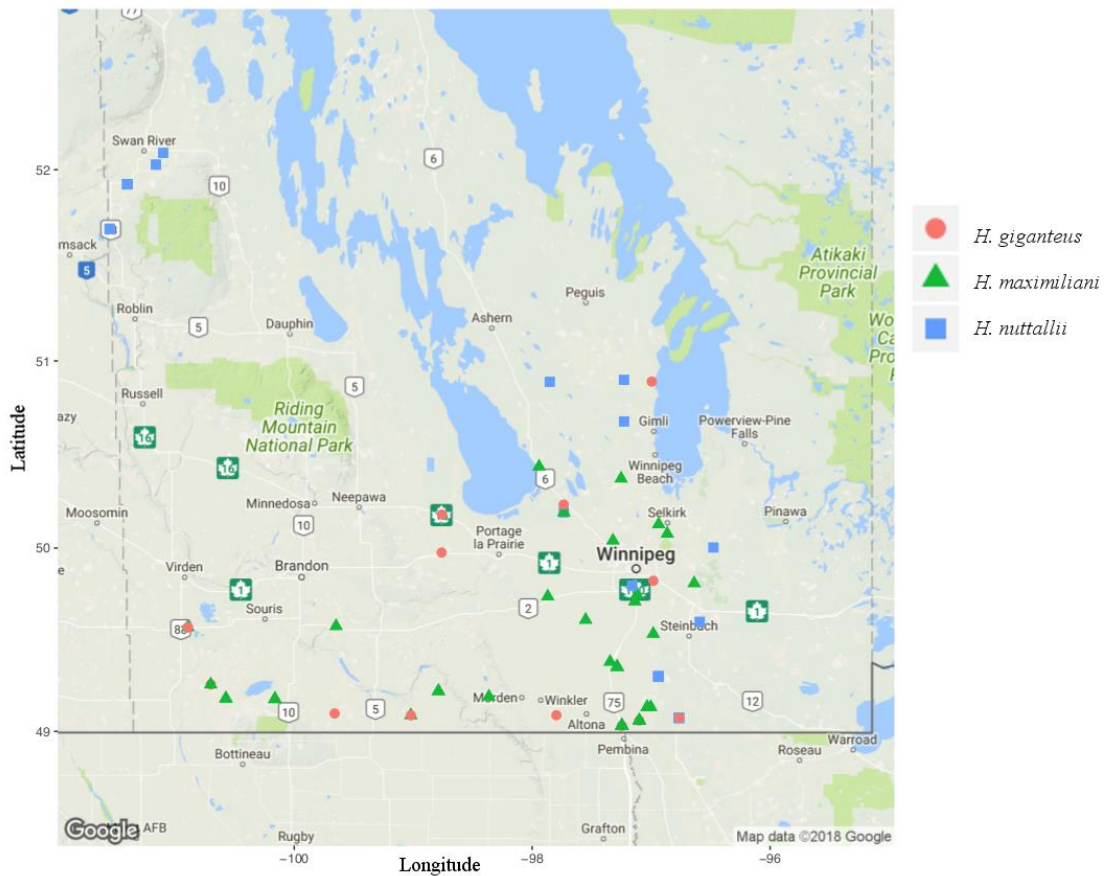 77
Swan River
52
6
10
msack
5
Atikaki
Provincial
Park
Peguis
Roblin
5
Dauphin
Ashern
51
5
Russell
Riding
Mountain
National Park
Gimli
Powerview-Pine
Falls
azy
16
16
6
Winnipeg
Beach
Minnedosa
Neepawa
Selkirk
Pinawa
Moosomin
10
Portage
la Prairie
50
Winnipeg
Virden
Brandon
1
e
1
Souris
2
1
Steinbach
Morden
Winkler
75
12
10
5
Altona
49
Pembina
Warroad
Bottineau
Roseau
Google
AFB
Rugby
Grafton
Map data ©2018 Google
−100
−98
−96
Longitude
Latitude
H. giganteus
H. maximiliani
H. nuttallii